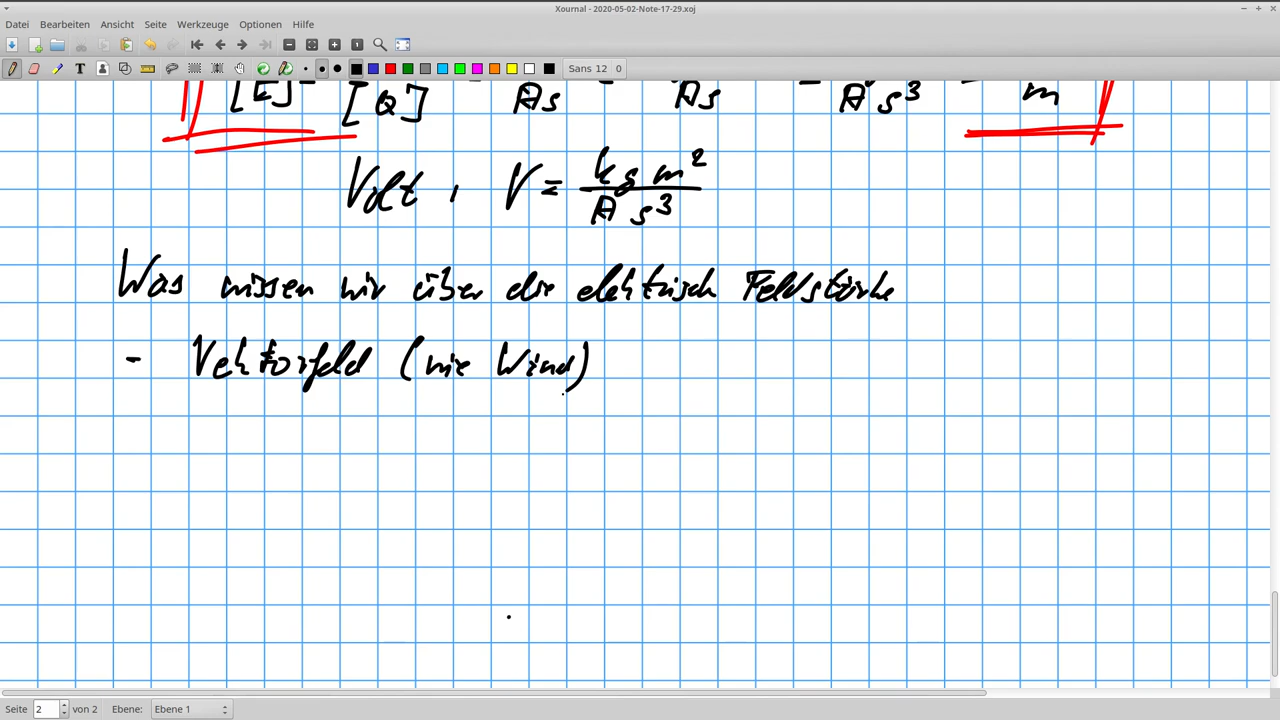 Xournal - 2020-05-02-Note-17-29.xoj
Datei Bearbeiten Ansicht Seite Werkzeuge Optionen Hilfe
Sans 12 0
[E] = [Q] As = As = A s³ = m
Volt, V = kg m² / A s³
Was wissen wir über die elektrisch Feldstärke
- Vektorfeld (wie Wind)
Seite 2 von 2 Ebene: Ebene 1